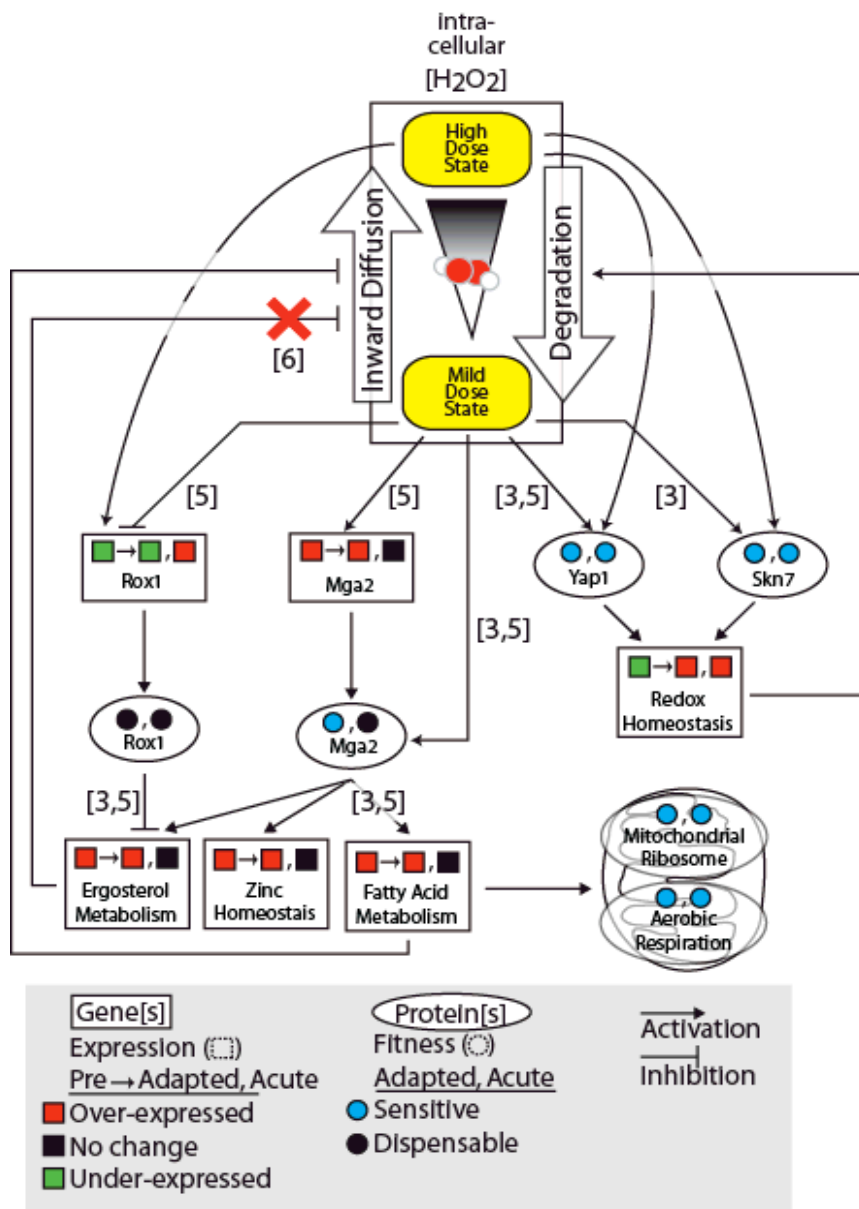 intra-
cellular
[H2O2]
High
Dose
State
Inward Diffusion
Degradation
[6]
Mild
Dose
State
[5]
[5]
[3,5]
[3]
→ ,
Rox1
→ ,
Mga2
,
Yap1
,
Skn7
[3,5]
→ ,
Redox
Homeostasis
,
Rox1
,
Mga2
[3,5]
[3,5]
→ ,
Ergosterol
Metabolism
→ ,
Zinc
Homeostais
→ ,
Fatty Acid
Metabolism
,
Mitochondrial
Ribosome
,
Aerobic
Respiration
Gene[s]
Expression ( )
Pre → Adapted, Acute
Over-expressed
No change
Under-expressed
Protein[s]
Fitness ( )
Adapted, Acute
Sensitive
Dispensable
Activation
Inhibition